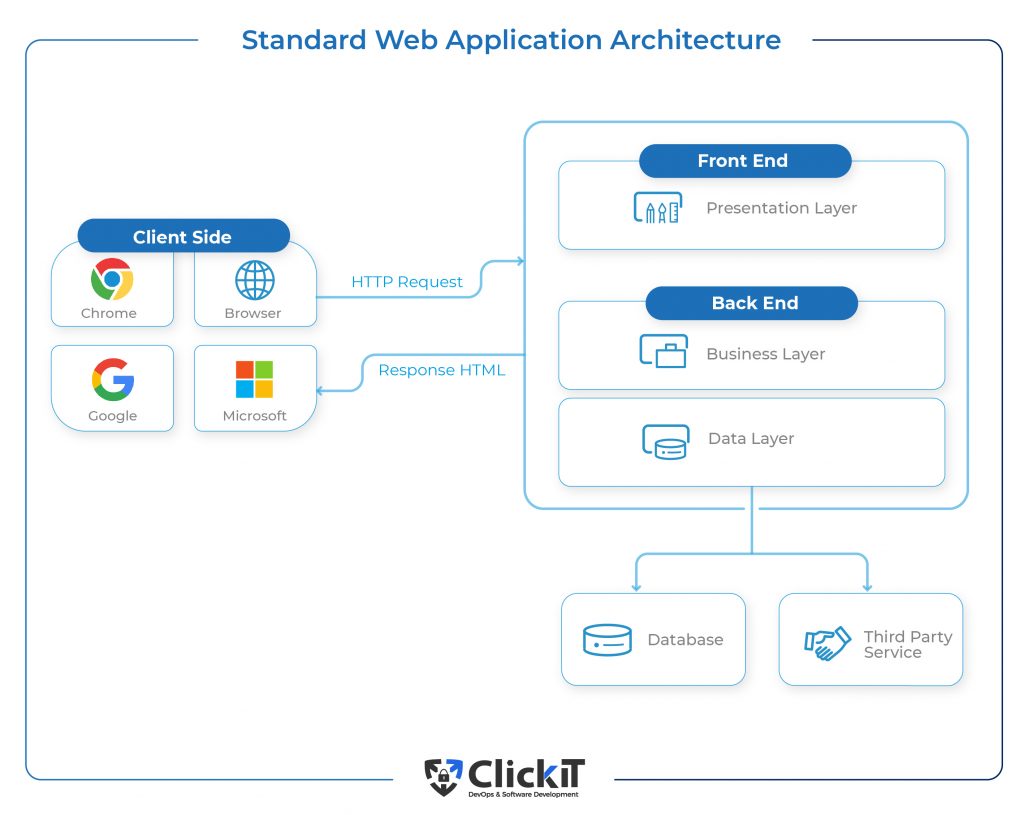 Standard Web Application Architecture
Client Side
Chrome
Browser
Google
Microsoft
HTTP Request
Response HTML
Front End
Presentation Layer
Back End
Business Layer
Data Layer
Database
Third Party
Service
ClickIT
DevOps & Software Development